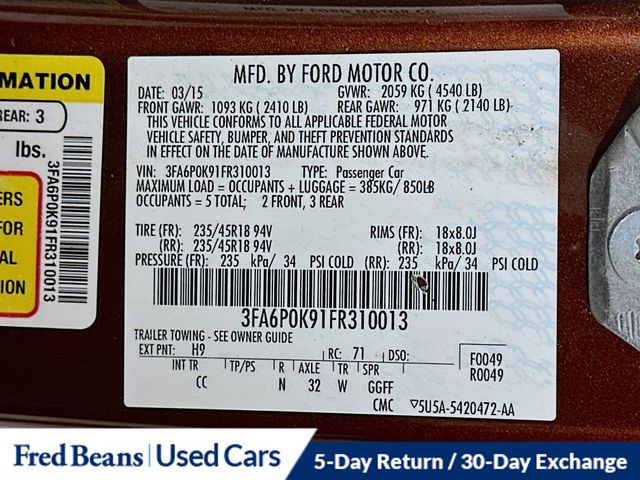 MATION
REAR: 3
lbs.
3FA6P0K91FR310013
ERS
FOR
AL
TION
MFD. BY FORD MOTOR CO.
DATE: 03/15 GVWR: 2059 KG ( 4540 LB)
FRONT GAWR: 1093 KG ( 2410 LB) REAR GAWR: 971 KG ( 2140 LB)
THIS VEHICLE CONFORMS TO ALL APPLICABLE FEDERAL MOTOR
VEHICLE SAFETY, BUMPER, AND THEFT PREVENTION STANDARDS
IN EFFECT ON THE DATE OF MANUFACTURE SHOWN ABOVE.
VIN: 3FA6P0K91FR310013 TYPE: Passenger Car
MAXIMUM LOAD = OCCUPANTS + LUGGAGE = 385KG/ 850LB
OCCUPANTS = 5 TOTAL; 2 FRONT, 3 REAR
TIRE (FR): 235/45R18 94V RIMS (FR): 18x8.0J
(RR): 235/45R18 94V (RR): 18x8.0J
PRESSURE (FR): 235 kPa/ 34 PSI COLD (RR): 235 kPa/ 34 PSI COLD
3FA6P0K91FR310013
TRAILER TOWING - SEE OWNER GUIDE
EXT PNT: H9 RC: 71 DSO: F0049
INT TR TP/PS R AXLE TR SPR R0049
CC N 32 W GGFF
CMC ▽5U5A-5420472-AA
Fred Beans Used Cars
5-Day Return / 30-Day Exchange